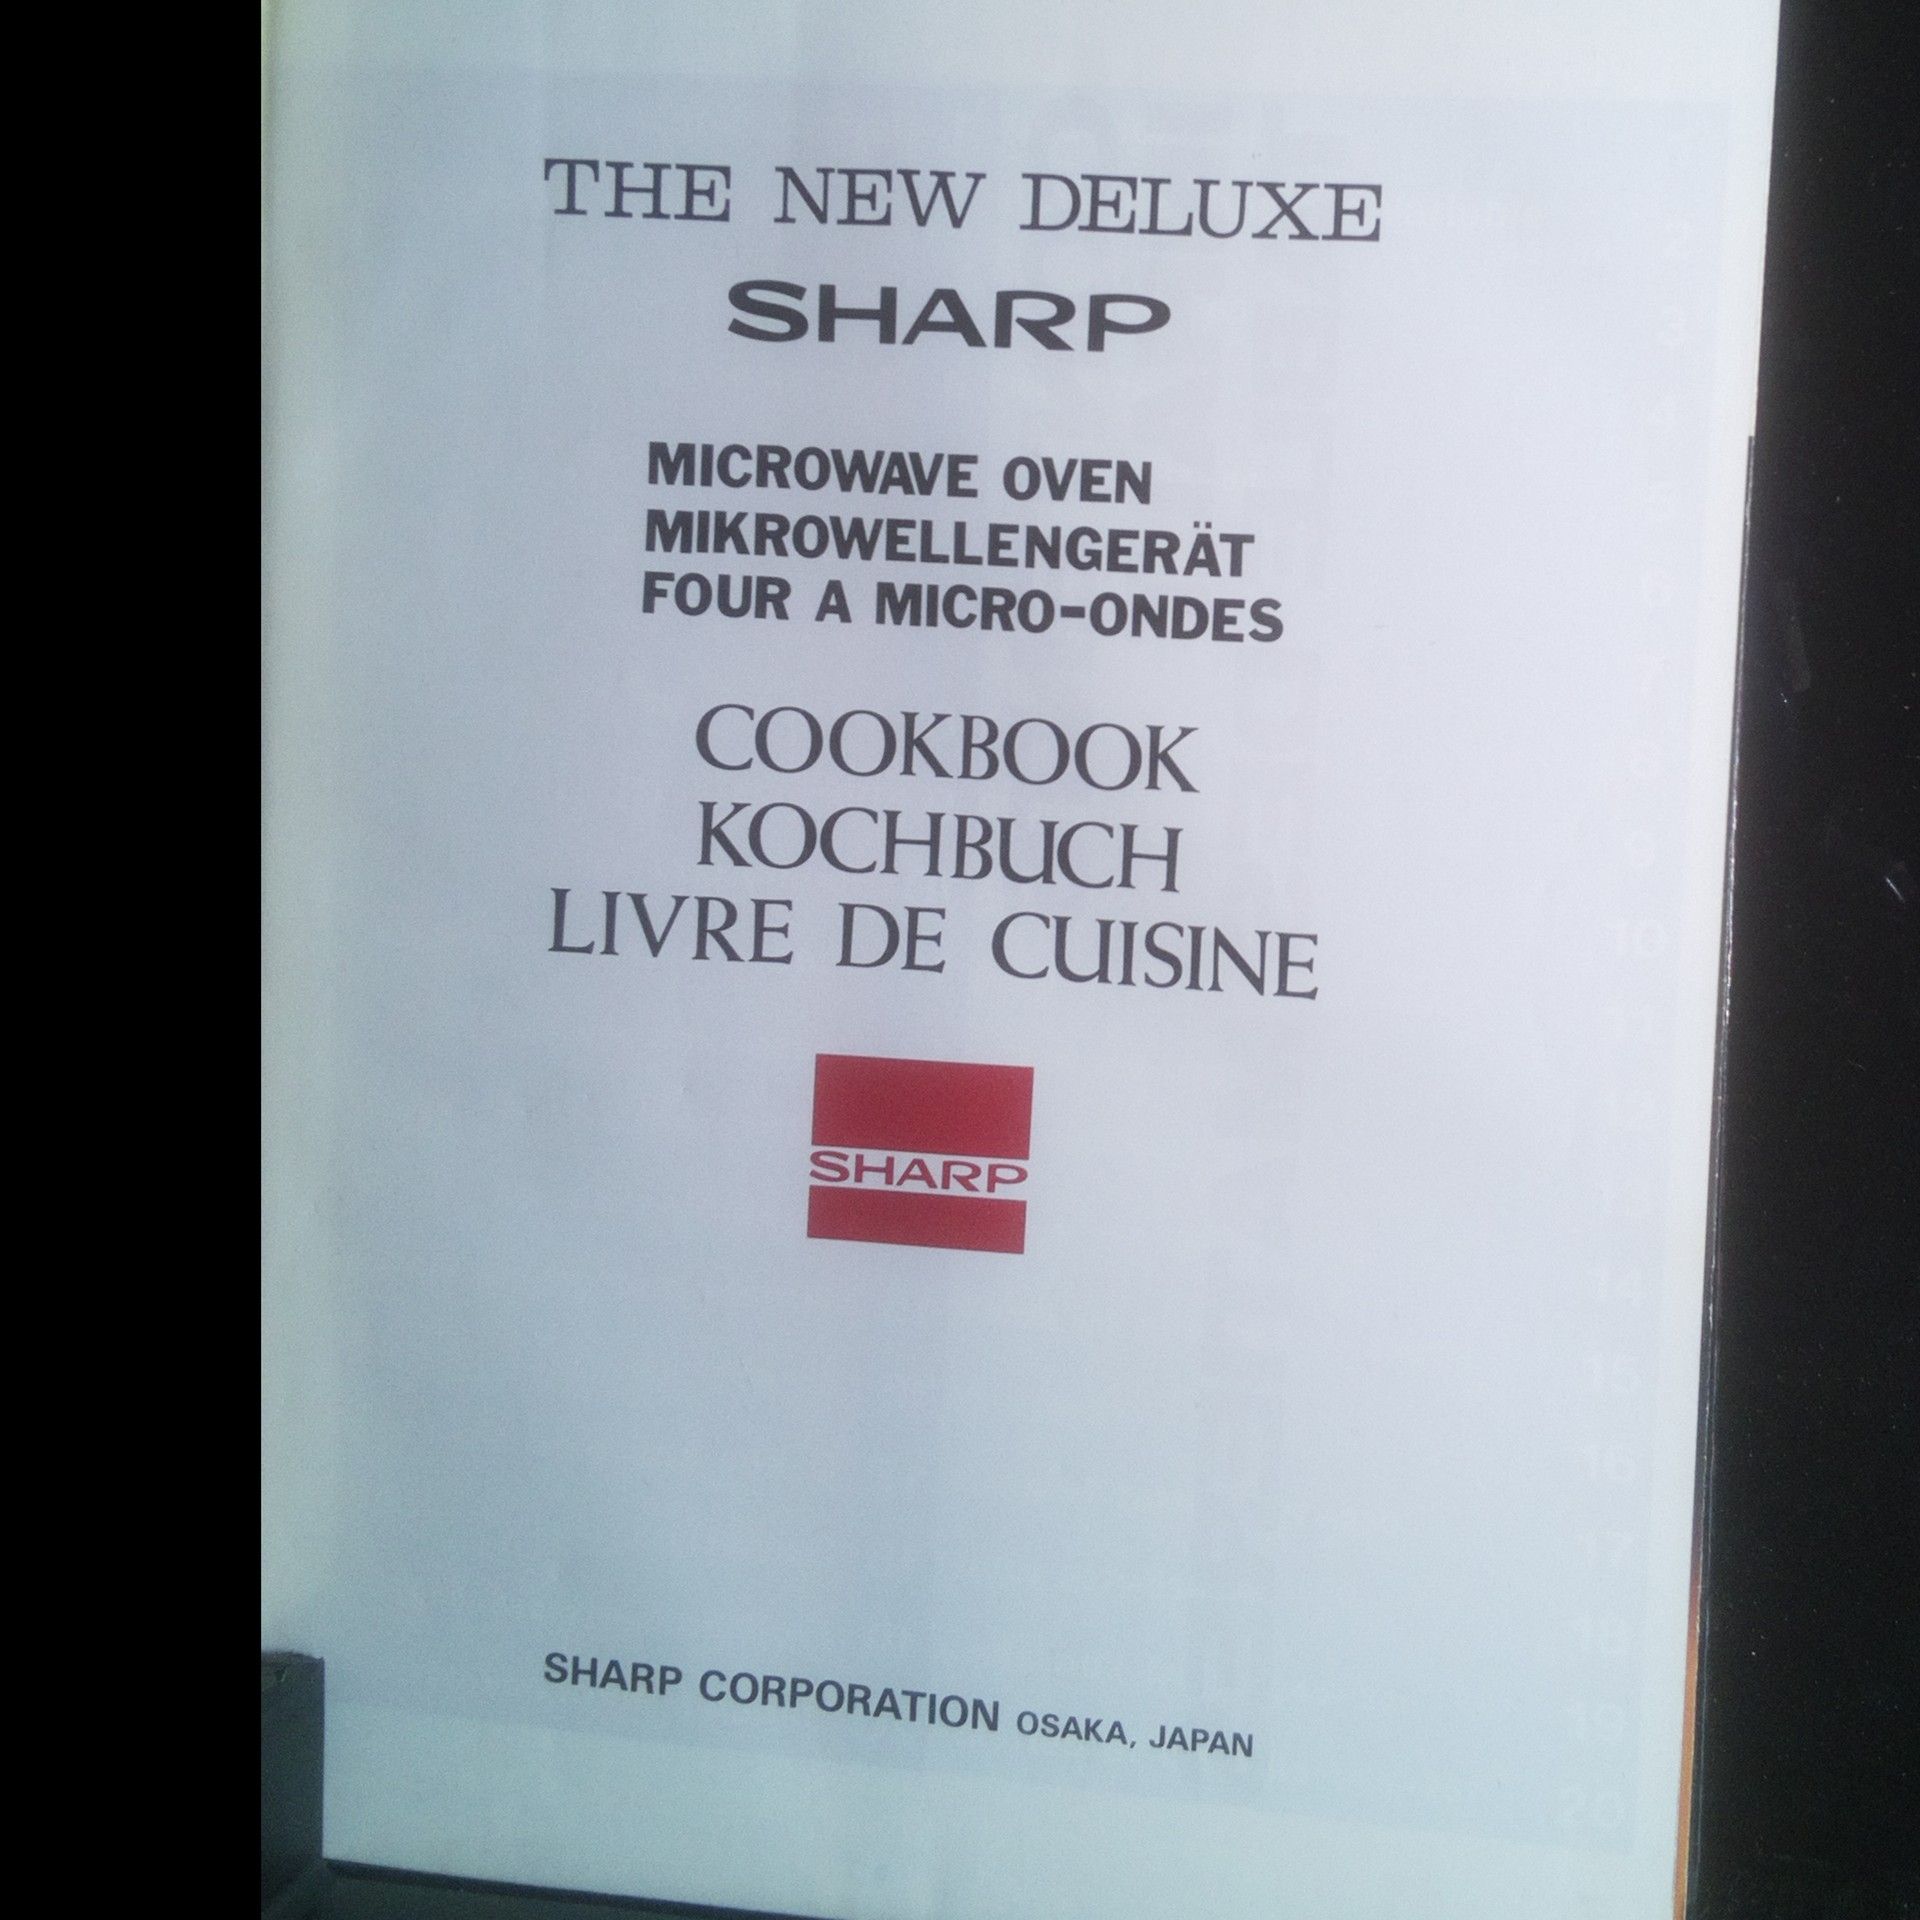 THE NEW DELUXE
SHARP
MICROWAVE OVEN
MIKROWELLENGERÄT
FOUR A MICRO-ONDES
COOKBOOK
KOCHBUCH
LIVRE DE CUISINE
SHARP
SHARP CORPORATION OSAKA, JAPAN